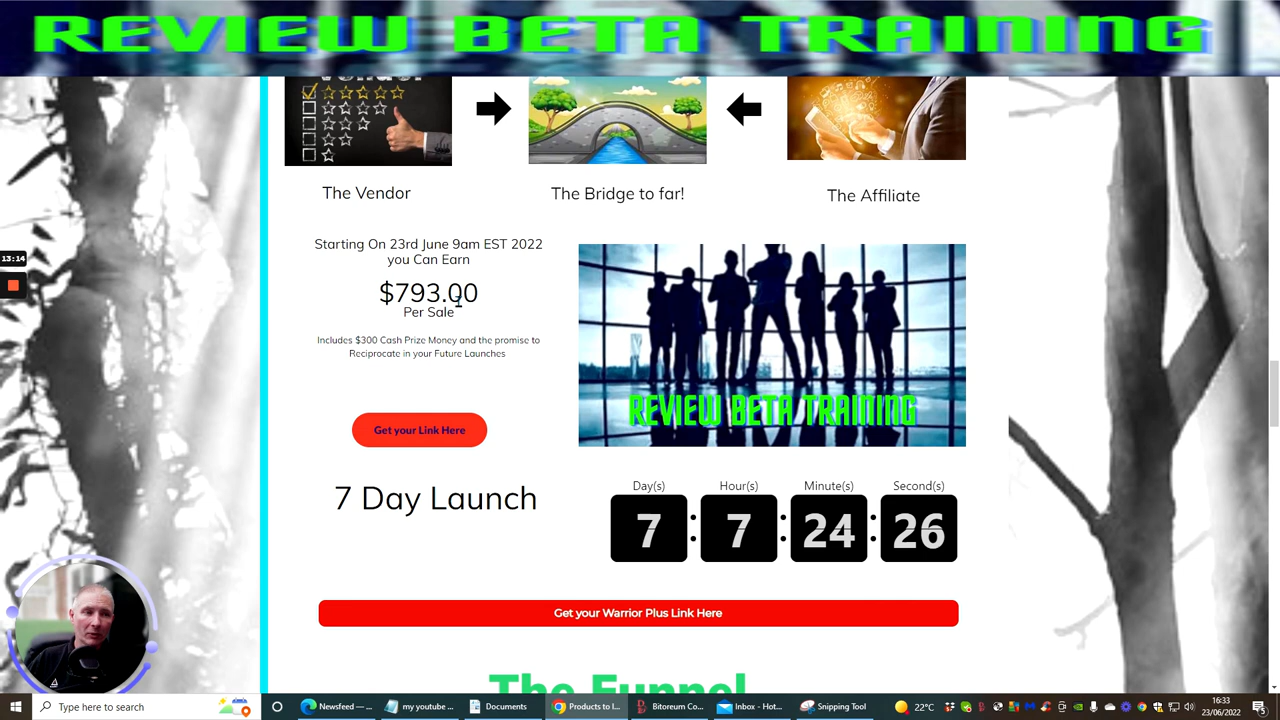 REVIEW BETA TRAINING
Vendor
The Vendor
The Bridge to far!
The Affiliate
Starting On 23rd June 9am EST 2022
you Can Earn
$793.00
Per Sale
Includes $300 Cash Prize Money and the promise to
Reciprocate in your Future Launches
Get your Link Here
REVIEW BETA TRAINING
7 Day Launch
Day(s) Hour(s) Minute(s) Second(s)
7 : 7 : 24 : 26
Get your Warrior Plus Link Here
The Funnel
13:14
Type here to search
Newsfeed — ...
my youtube ...
Documents
Products to l...
Bitoreum Co...
Inbox - Hot...
Snipping Tool
22°C
16:33
23/06/2022